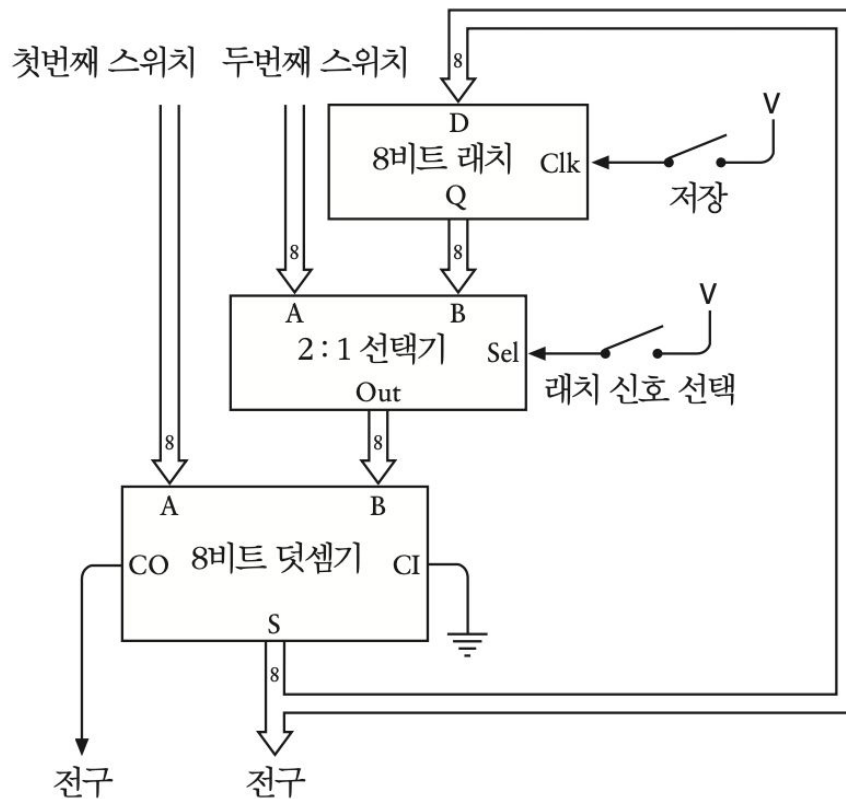 8
첫번째 스위치 두번째 스위치
V
D
8비트 래치 Clk
Q
저장
8 8
V
A B
2 : 1 선택기 Sel
Out
래치 신호 선택
8 8
A B
CO 8비트 덧셈기 CI
S
8
전구 전구